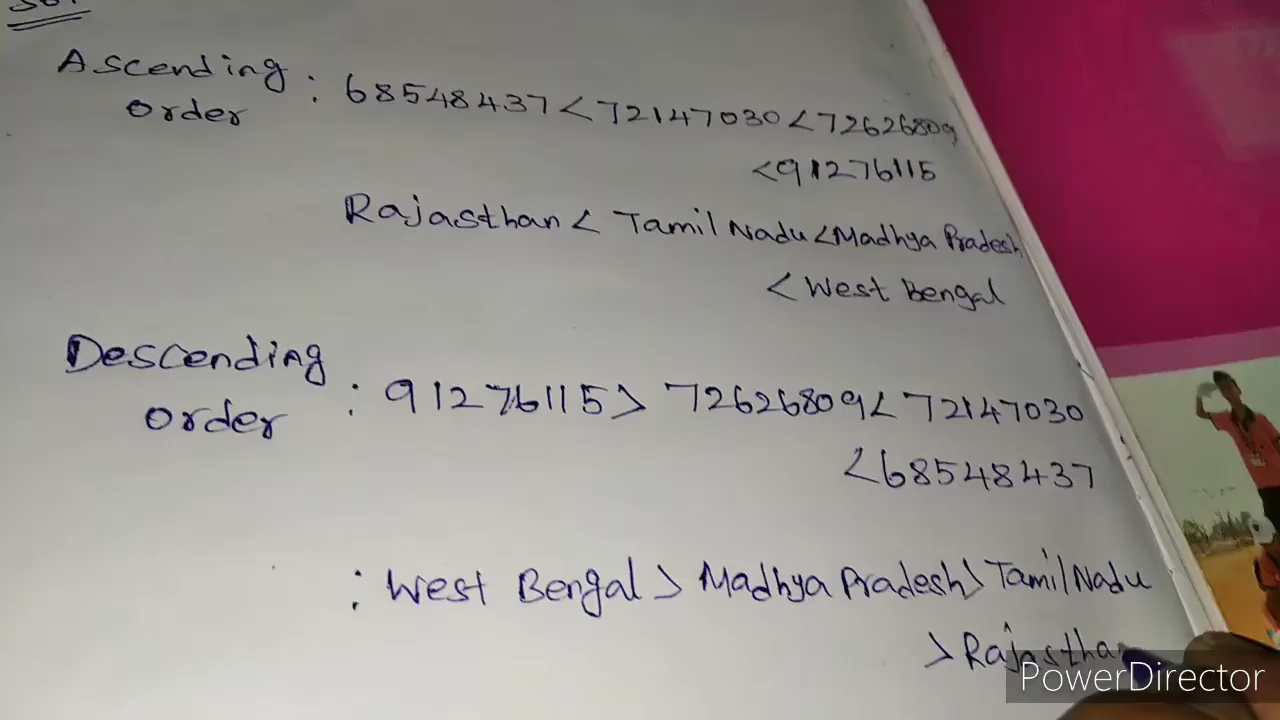 Ascending : 68548437 < 72147030 < 72626809
order
< 91276115
Rajasthan < Tamil Nadu < Madhya Pradesh
< West Bengal
Descending
order : 91276115 > 72626809 < 72147030
< 68548437
: West Bengal > Madhya Pradesh > Tamil Nadu
> Rajastha
PowerDirector